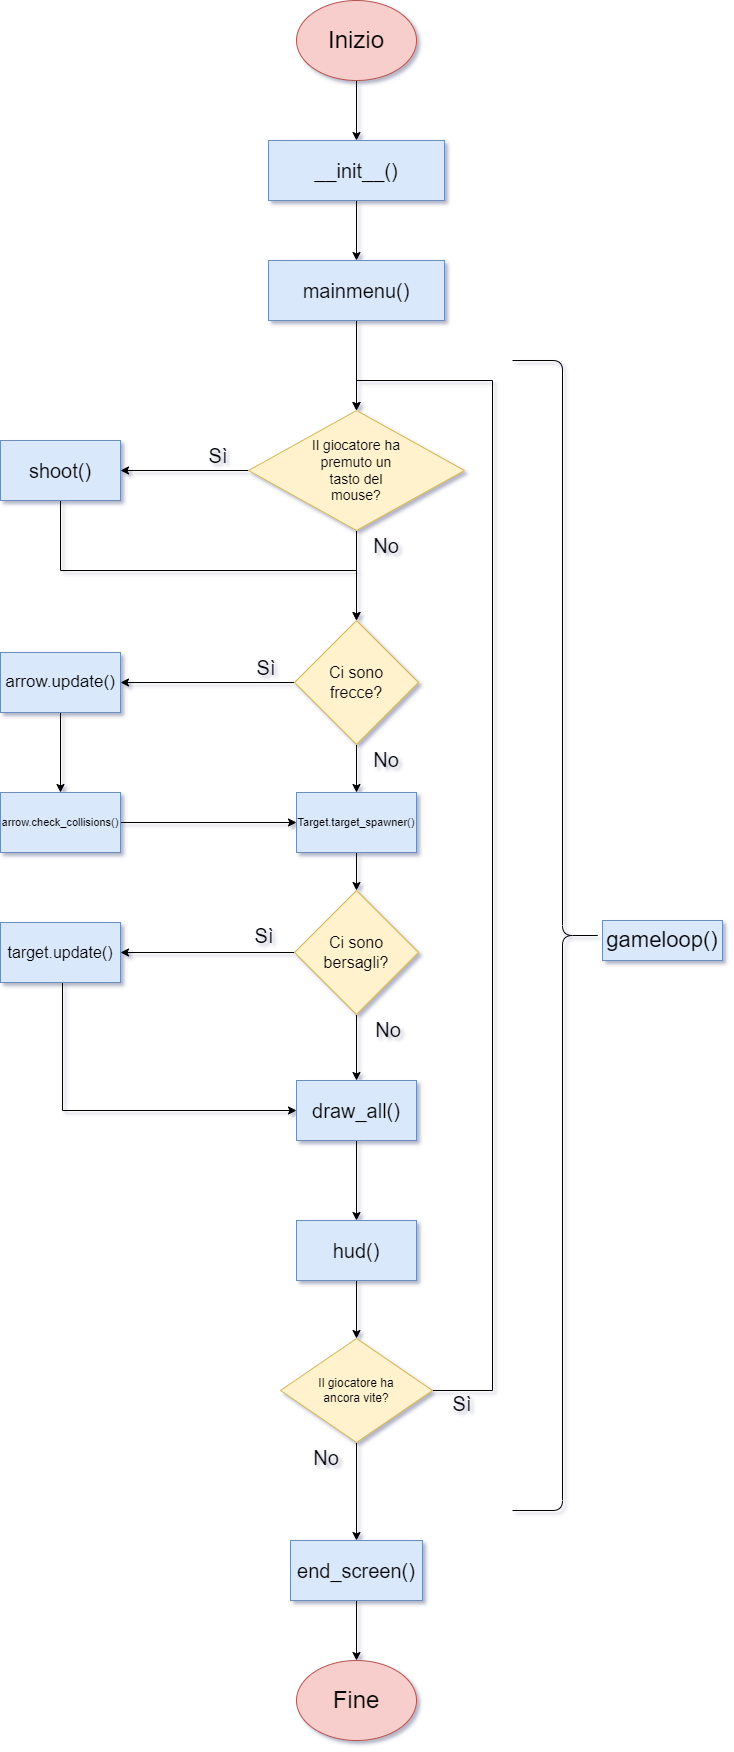 Inizio
__init__()
mainmenu()
Il giocatore ha
premuto un
tasto del
mouse?
Sì
shoot()
No
Ci sono
frecce?
Sì
arrow.update()
No
arrow.check_collisions()
Target.target_spawner()
Ci sono
bersagli?
Sì
target.update()
gameloop()
No
draw_all()
hud()
Il giocatore ha
ancora vite?
Sì
No
end_screen()
Fine